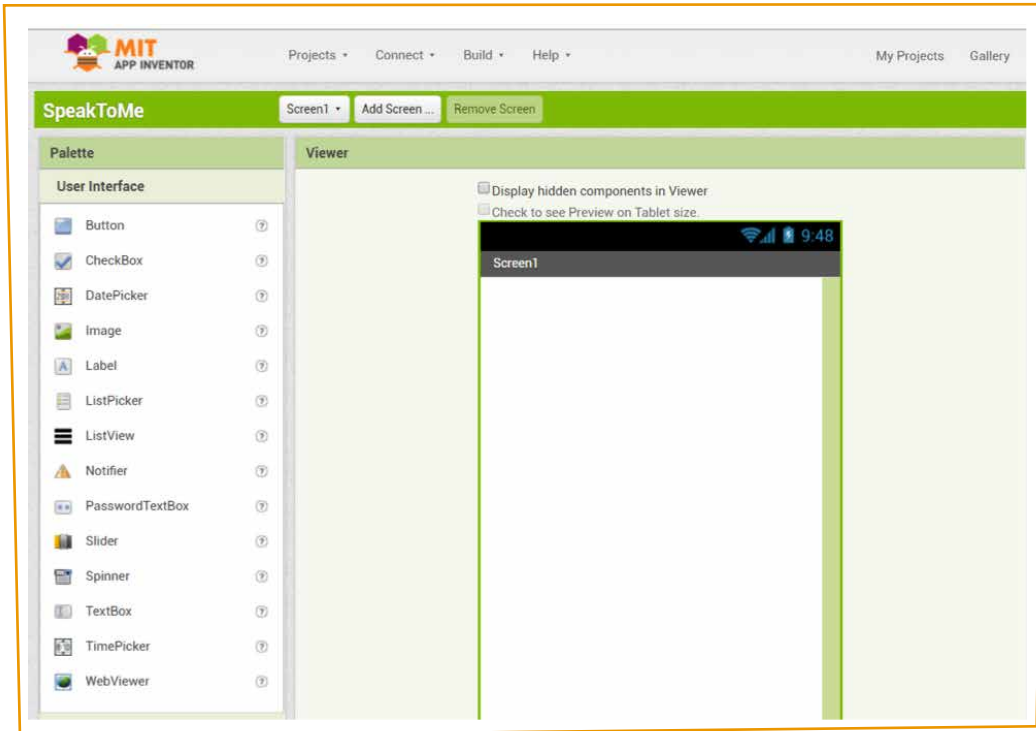 MIT
APP INVENTOR
Projects
Connect
Build
Help
My Projects
Gallery
SpeakToMe
Screen1
Add Screen ...
Remove Screen
Palette
Viewer
User Interface
Display hidden components in Viewer
Check to see Preview on Tablet size.
9:48
Screen1
Button
CheckBox
DatePicker
Image
Label
ListPicker
ListView
Notifier
PasswordTextBox
Slider
Spinner
TextBox
TimePicker
WebViewer